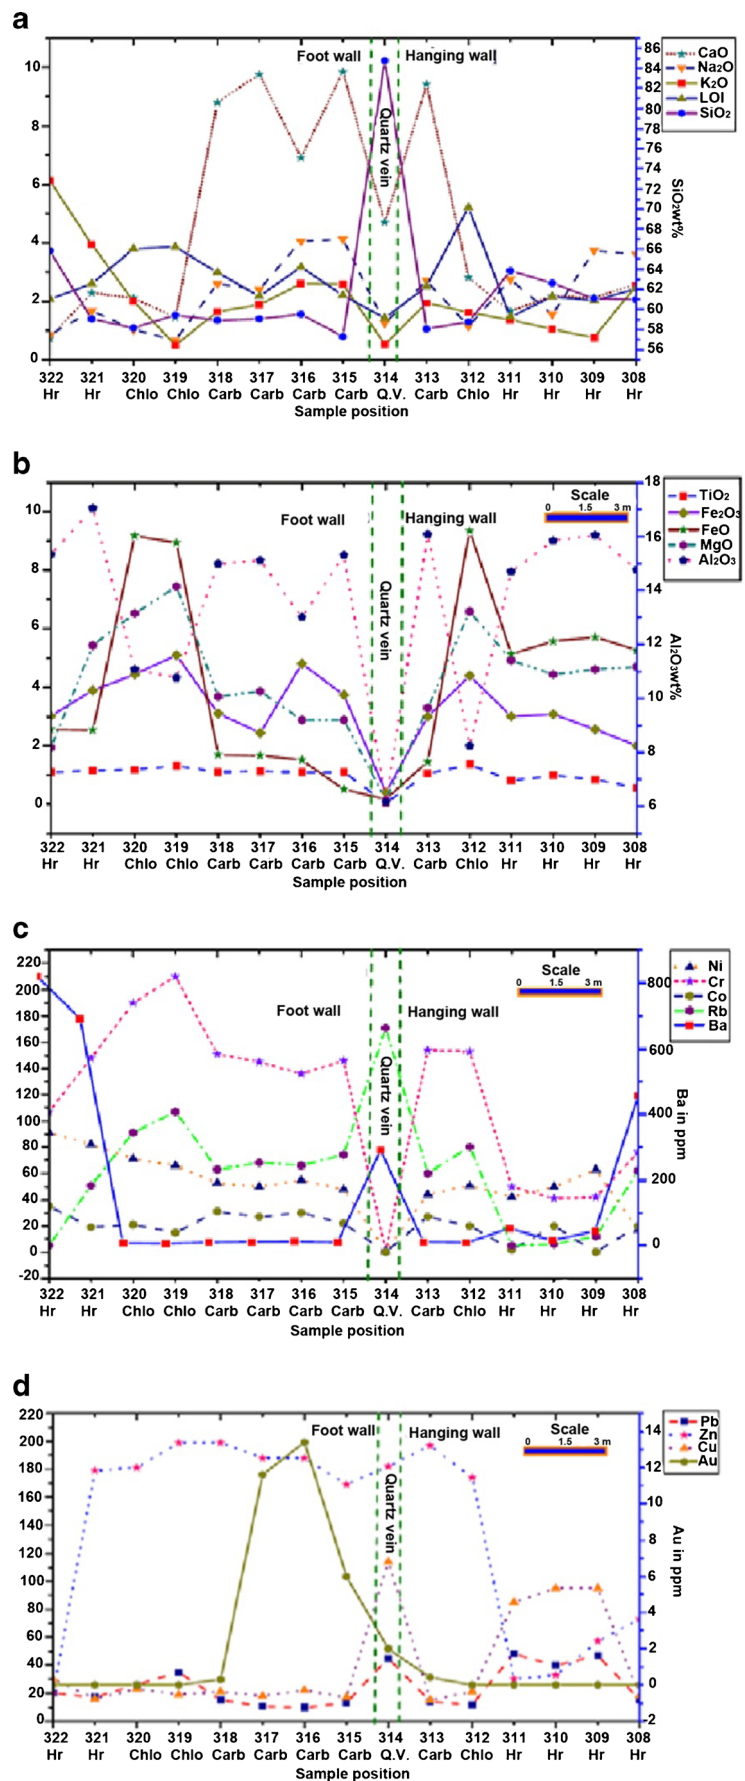 a
Foot wall
Hanging wall
Quartz vein
10
8
6
4
2
0
86
84
82
80
78
76
74
72
70
68
66
64
62
60
58
56
SiO₂wt%
CaO
Na₂O
K₂O
LOI
SiO₂
322 321 320 319 318 317 316 315 314 313 312 311 310 309 308
Hr Hr Chlo Chlo Carb Carb Carb Carb Q.V. Carb Chlo Hr Hr Hr Hr
Sample position
b
Foot wall
Hanging wall
Quartz vein
Scale
0 1.5 3 m
10
8
6
4
2
0
18
16
14
12
10
8
6
Al₂O₃wt%
TiO₂
Fe₂O₃
FeO
MgO
Al₂O₃
322 321 320 319 318 317 316 315 314 313 312 311 310 309 308
Hr Hr Chlo Chlo Carb Carb Carb Carb Q.V. Carb Chlo Hr Hr Hr Hr
Sample position
c
Foot wall
Hanging wall
Quartz vein
Scale
0 1.5 3 m
220
200
180
160
140
120
100
80
60
40
20
0
-20
800
600
400
200
0
Ba in ppm
Ni
Cr
Co
Rb
Ba
322 321 320 319 318 317 316 315 314 313 312 311 310 309 308
Hr Hr Chlo Chlo Carb Carb Carb Carb Q.V. Carb Chlo Hr Hr Hr Hr
Sample position
d
Foot wall
Hanging wall
Quartz vein
Scale
0 1.5 3 m
220
200
180
160
140
120
100
80
60
40
20
0
14
12
10
8
6
4
2
0
-2
Au in ppm
Pb
Zn
Cu
Au
322 321 320 319 318 317 316 315 314 313 312 311 310 309 308
Hr Hr Chlo Chlo Carb Carb Carb Carb Q.V. Carb Chlo Hr Hr Hr Hr
Sample position